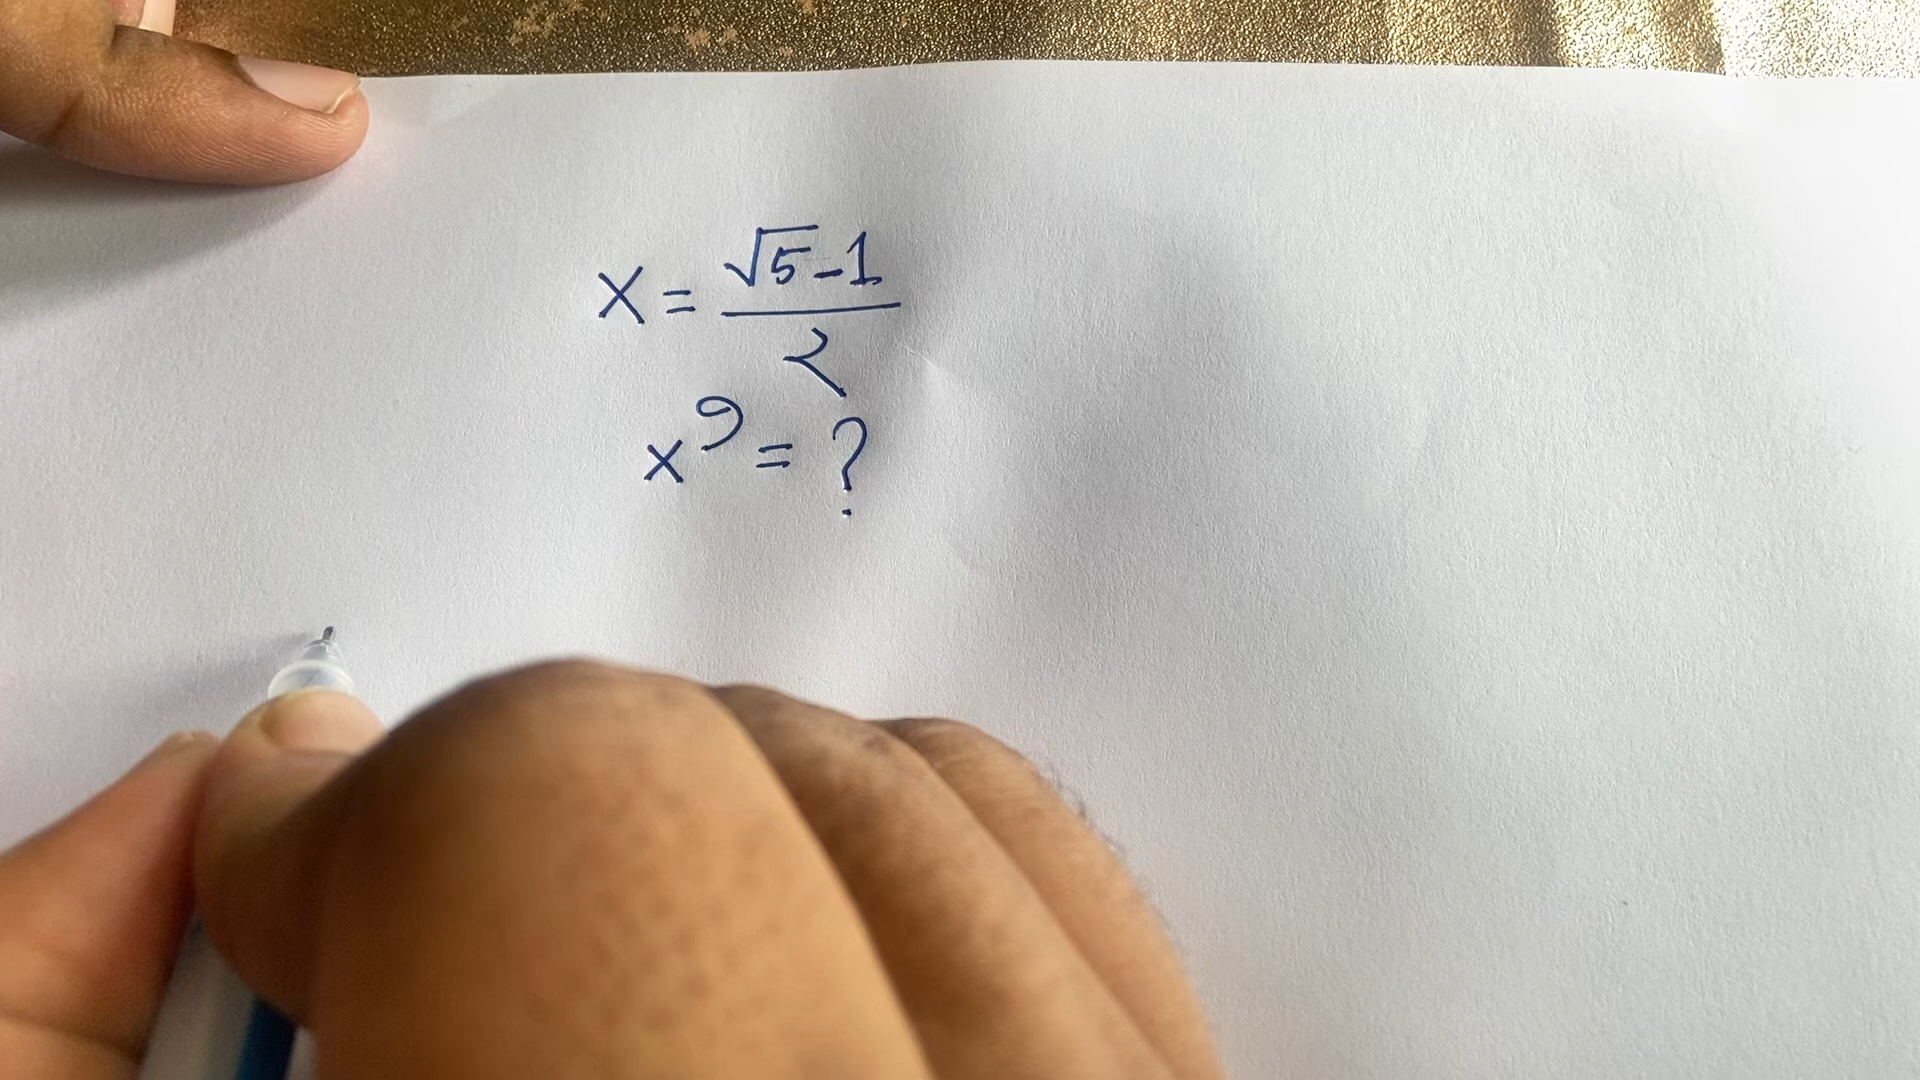 x = (√5-1)/2
x⁹ = ?